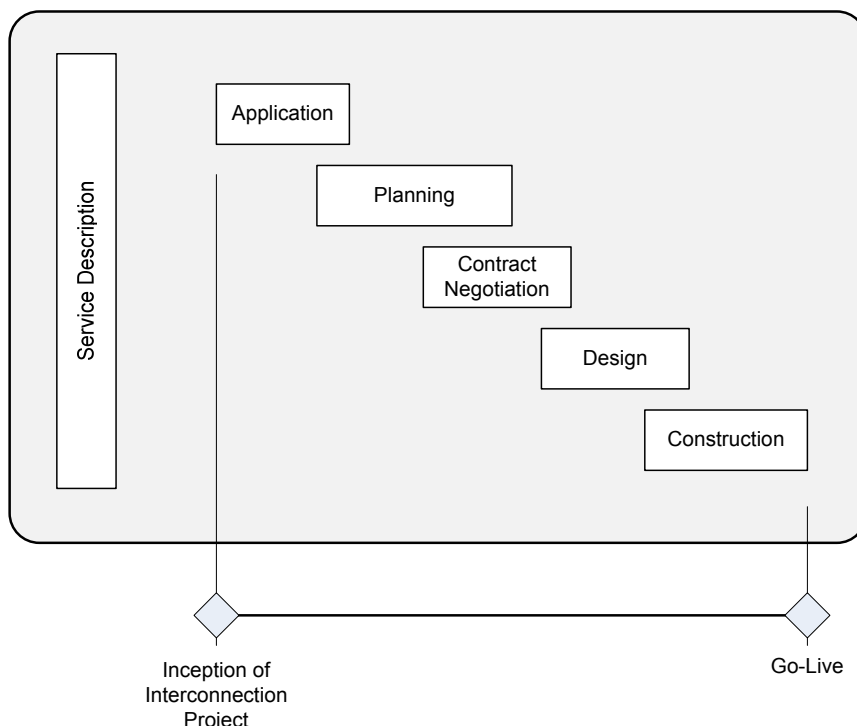 Service Description
Application
Planning
Contract
Negotiation
Design
Construction
Inception of
Interconnection
Project
Go-Live